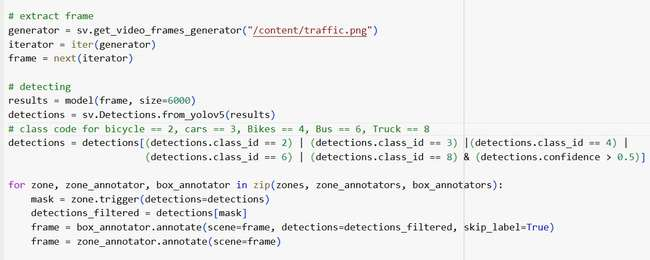 # extract frame
generator = sv.get_video_frames_generator("/content/traffic.png")
iterator = iter(generator)
frame = next(iterator)
# detecting
results = model(frame, size=6000)
detections = sv.Detections.from_yolov5(results)
# class code for bicycle == 2, cars == 3, Bikes == 4, Bus == 6, Truck == 8
detections = detections[(detections.class_id == 2) | (detections.class_id == 3) |(detections.class_id == 4) |
(detections.class_id == 6) | (detections.class_id == 8) & (detections.confidence > 0.5)]
for zone, zone_annotator, box_annotator in zip(zones, zone_annotators, box_annotators):
mask = zone.trigger(detections=detections)
detections_filtered = detections[mask]
frame = box_annotator.annotate(scene=frame, detections=detections_filtered, skip_label=True)
frame = zone_annotator.annotate(scene=frame)